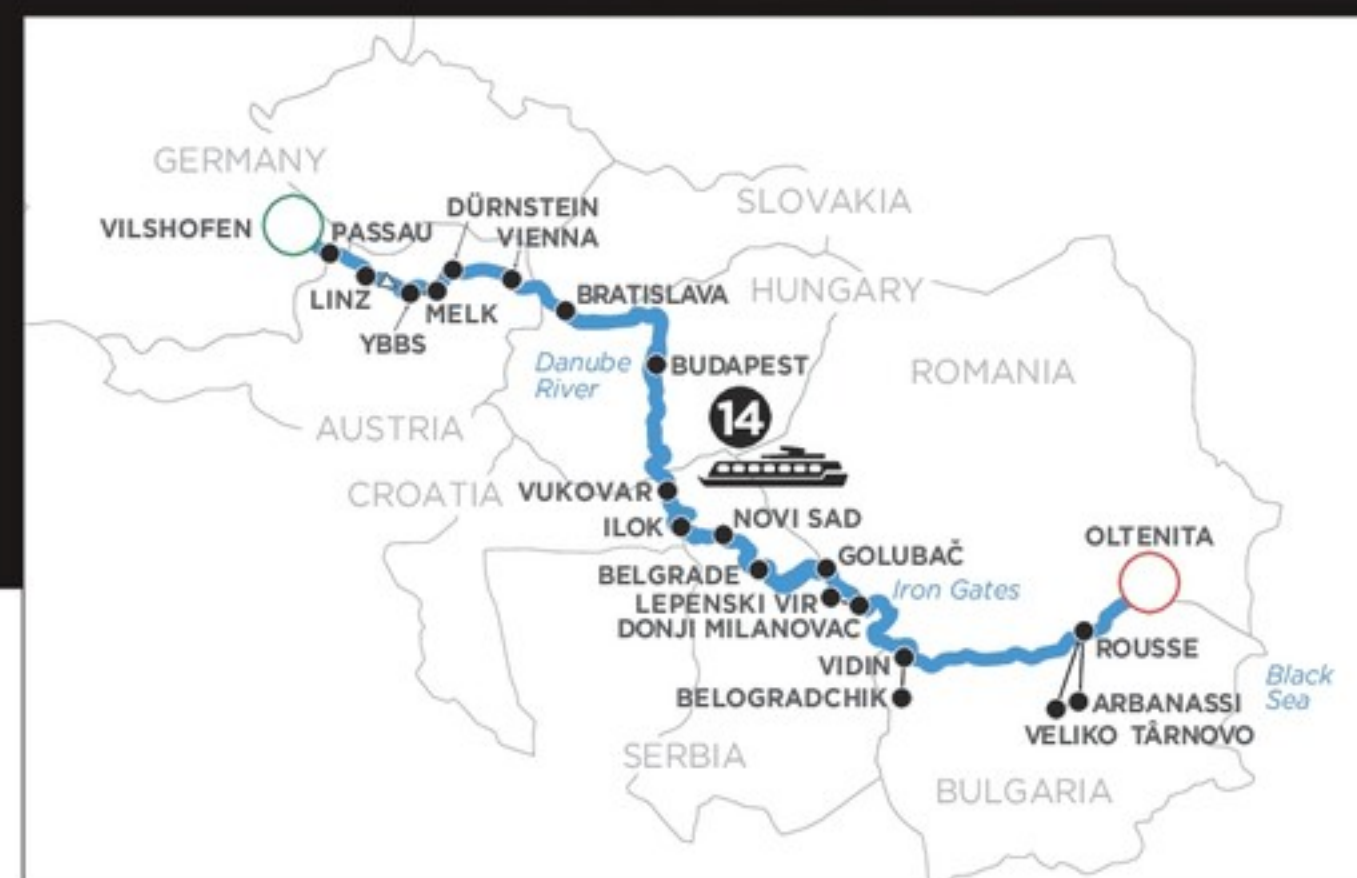 GERMANY
SLOVAKIA
DÜRNSTEIN
VILSHOFEN
PASSAU
VIENNA
LINZ
MELK
BRATISLAVA
HUNGARY
YBBS
Danube
River
BUDAPEST
ROMANIA
AUSTRIA
14
CROATIA
VUKOVAR
ILOK
NOVI SAD
OLTENITA
GOLUBAČ
BELGRADE
Iron Gates
LEPENSKI VIR
DONJI MILANOVAC
VIDIN
ROUSSE
BELOGRADCHIK
ARBANASSI
Black
Sea
VELIKO TÂRNOVO
SERBIA
BULGARIA